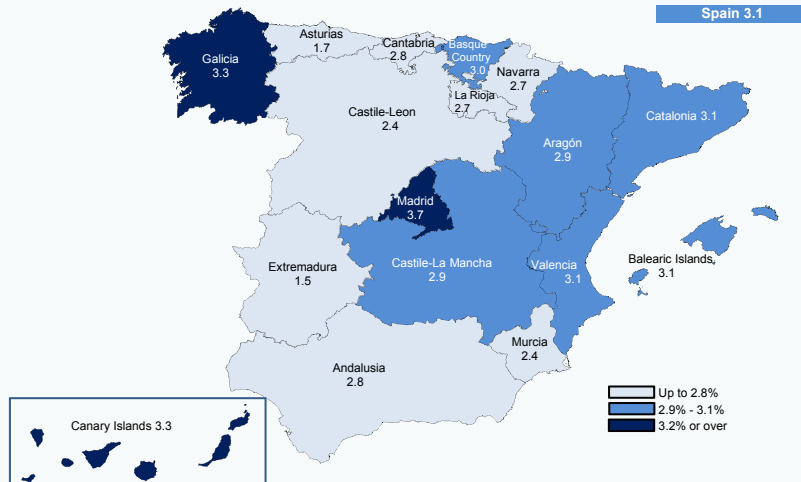 Spain 3.1
Galicia
3.3
Asturias
1.7
Cantabria
2.8
Basque
Country
3.0
Navarra
2.7
La Rioja
2.7
Castile-Leon
2.4
Aragón
2.9
Catalonia 3.1
Madrid
3.7
Extremadura
1.5
Castile-La Mancha
2.9
Valencia
3.1
Balearic Islands
3.1
Murcia
2.4
Andalusia
2.8
Canary Islands 3.3
Up to 2.8%
2.9% - 3.1%
3.2% or over